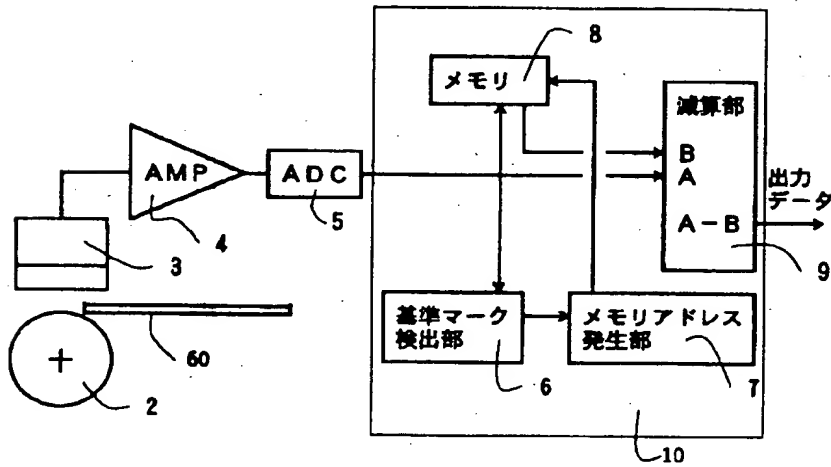 8
メモリ
減算部
B
A
A-B
9
出力
データ
AMP
4
ADC
5
3
60
2
基準マーク
検出部
6
メモリアドレス
発生部
7
10